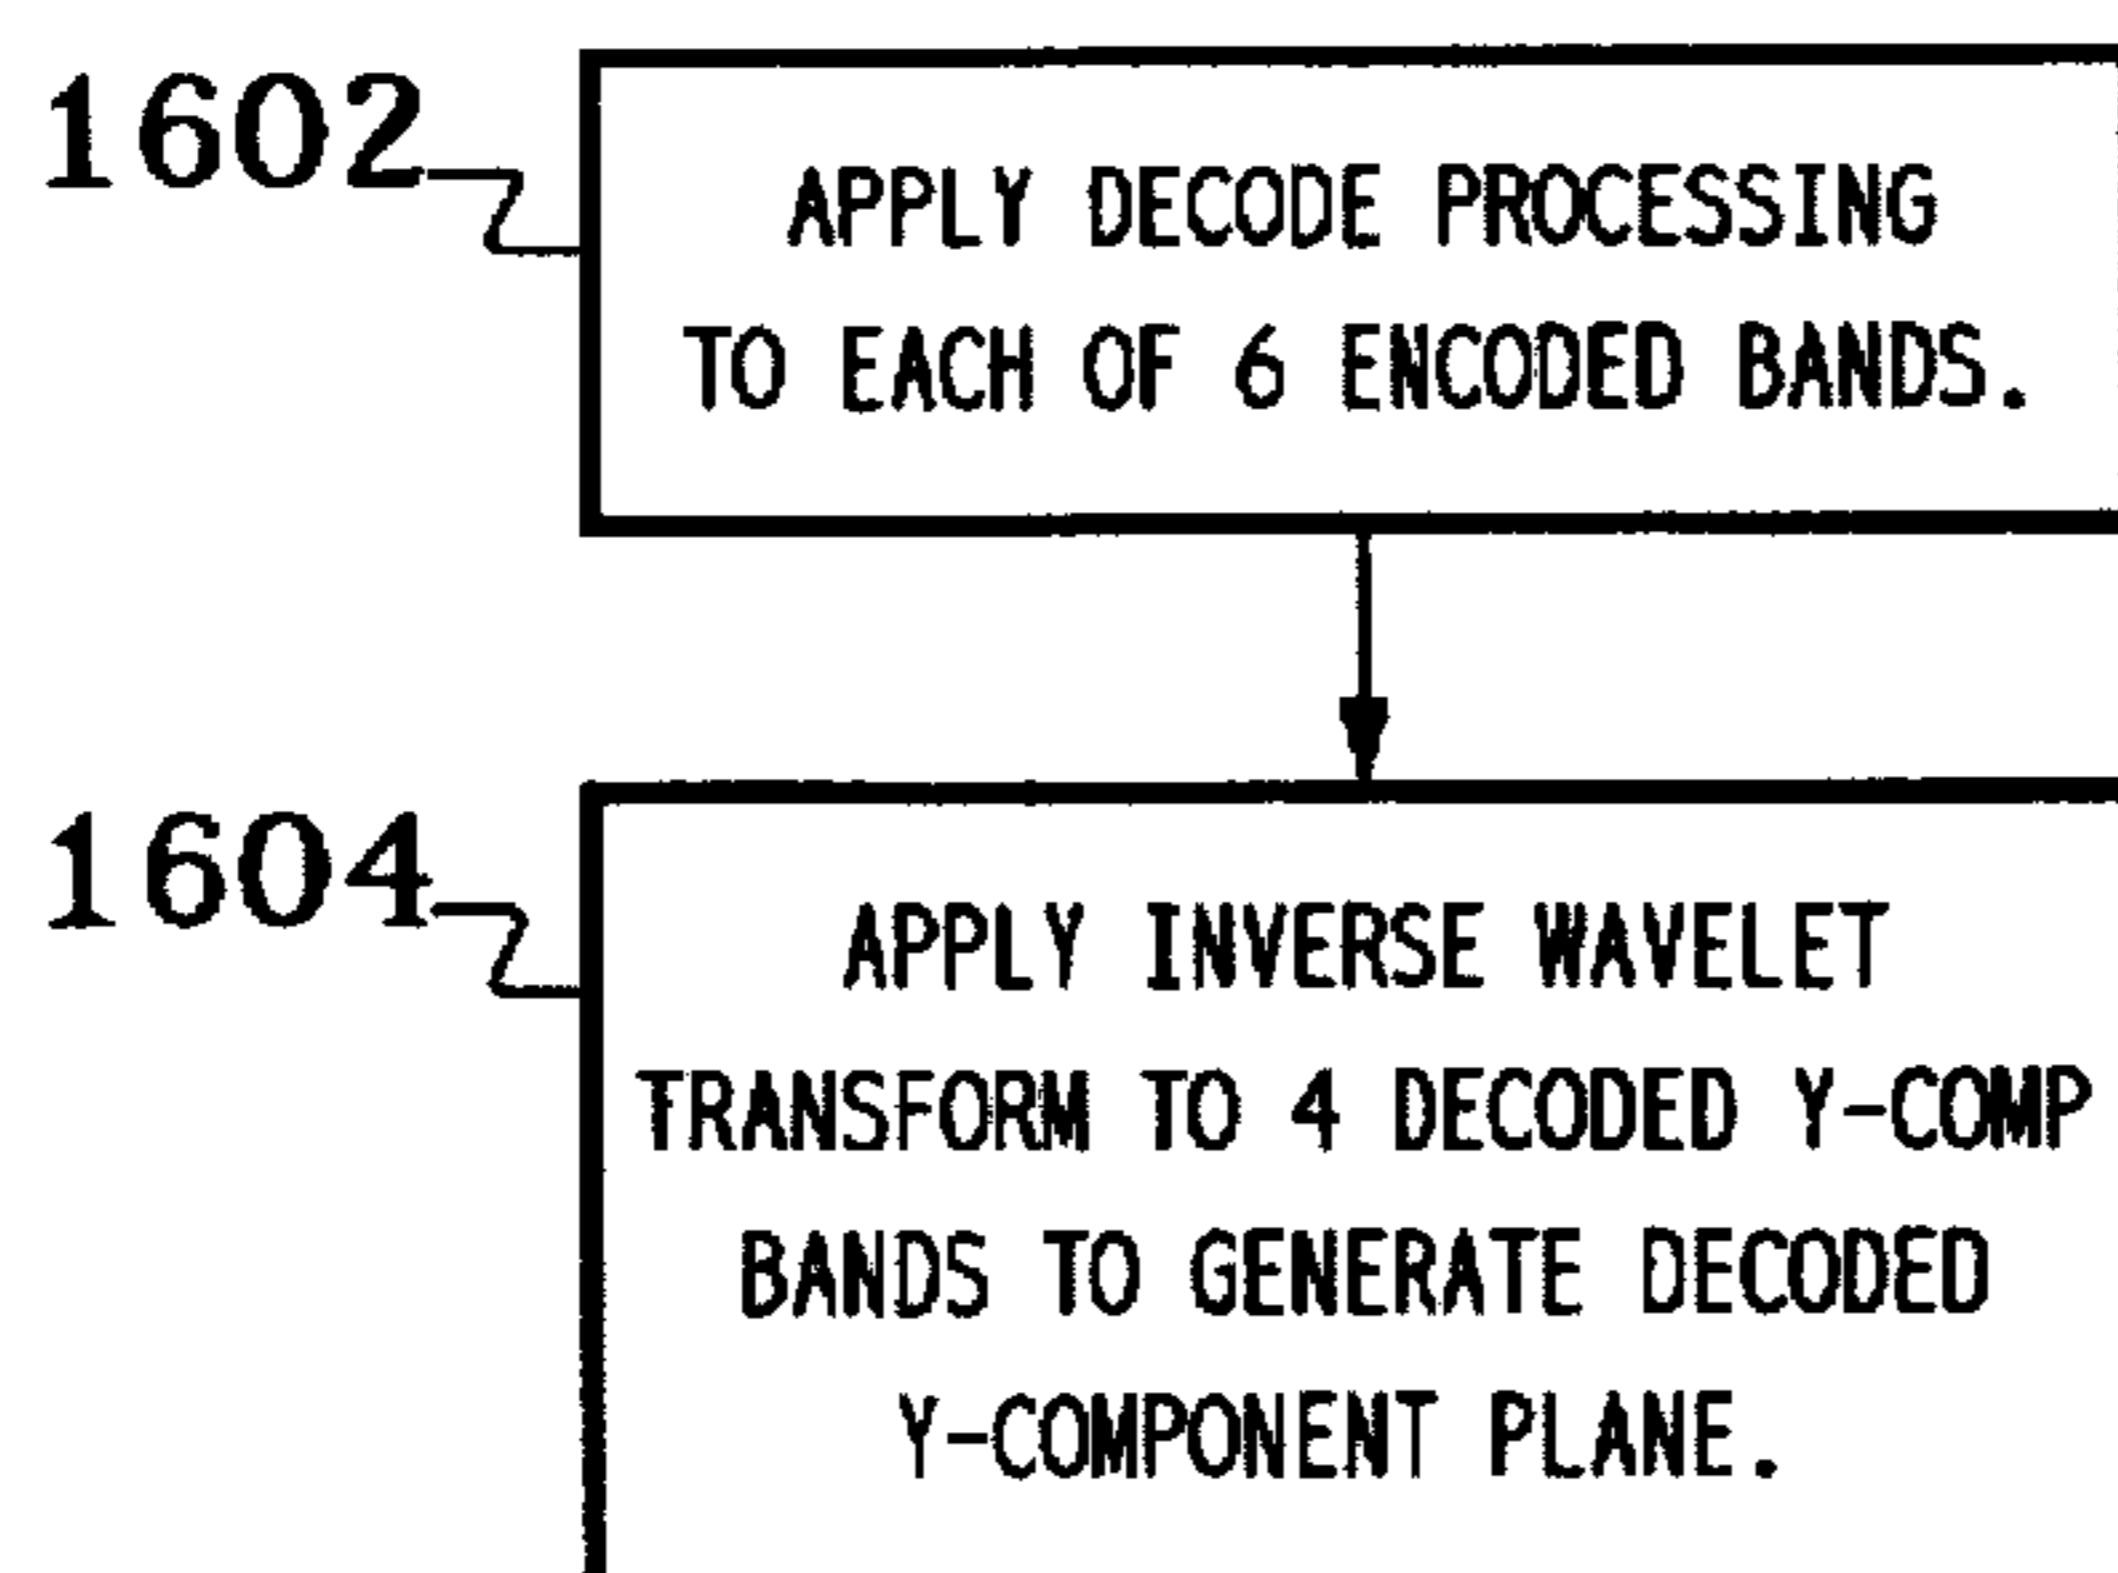 1602
APPLY DECODE PROCESSING
TO EACH OF 6 ENCODED BANDS.
1604
APPLY INVERSE WAVELET
TRANSFORM TO 4 DECODED Y-COMP
BANDS TO GENERATE DECODED
Y-COMPONENT PLANE.